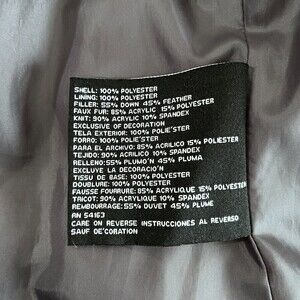 SHELL: 100% POLYESTER
LINING: 100% POLYESTER
FILLER: 55% DOWN 45% FEATHER
FAUX FUR: 85% ACRYLIC 15% POLYESTER
KNIT: 90% ACRYLIC 10% SPANDEX
EXCLUSIVE OF DECORATION
TELA EXTERIOR: 100% POLIE'STER
FORRO: 100% POLIE'STER
PARA EL ARCHIVO: 85% ACRILICO 15% POLIESTER
TEJIDO: 90% ACRILICO 10% SPANDEX
RELLENO: 55% PLUMO'N 45% PLUMA
EXCLUYE LA DECORACIO'N
TISSU DE BASE: 100% POLYESTER
DOUBLURE: 100% POLYESTER
FAUSSE FOURRURE: 85% ACRYLIQUE 15% POLYESTER
TRICOT: 90% ACRYLIQUE 10% SPANDEX
REMBOURRAGE: 55% DUVET 45% PLUME
RN 54163
CARE ON REVERSE INSTRUCCIONES AL REVERSO
SAUF DE'CORATION